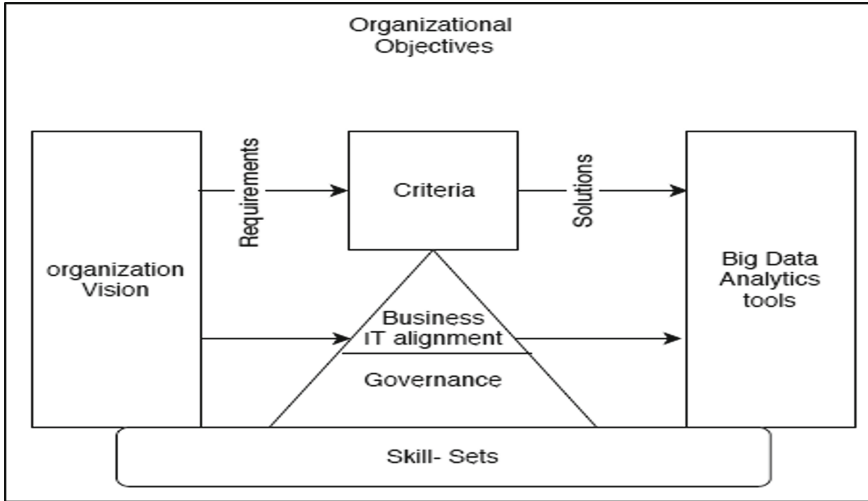 Organizational
Objectives
Requirements
Criteria
Solutions
organization
Vision
Big Data
Analytics
tools
Business
IT alignment
Governance
Skill- Sets